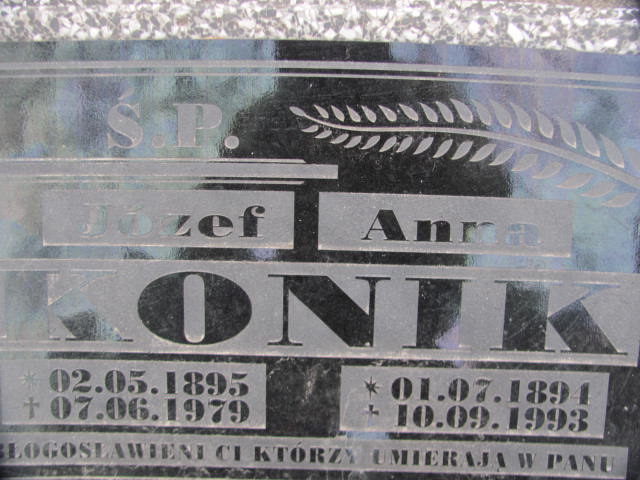 Ś.P.
Józef Anna
KONIK
* 02.05.1895 * 01.07.1894
✝ 07.06.1979 ✝ 10.09.1993
BŁOGOSŁAWIENI CI KTÓRZY UMIERAJĄ W PANU